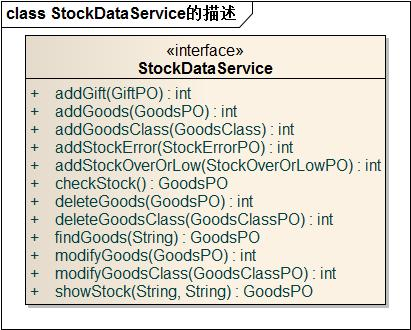 class StockDataService的描述
«interface»
StockDataService
+ addGift(GiftPO) : int
+ addGoods(GoodsPO) : int
+ addGoodsClass(GoodsClass) : int
+ addStockError(StockErrorPO) : int
+ addStockOverOrLow(StockOverOrLowPO) : int
+ checkStock() : GoodsPO
+ deleteGoods(GoodsPO) : int
+ deleteGoodsClass(GoodsClassPO) : int
+ findGoods(String) : GoodsPO
+ modifyGoods(GoodsPO) : int
+ modifyGoodsClass(GoodsClassPO) : int
+ showStock(String, String) : GoodsPO